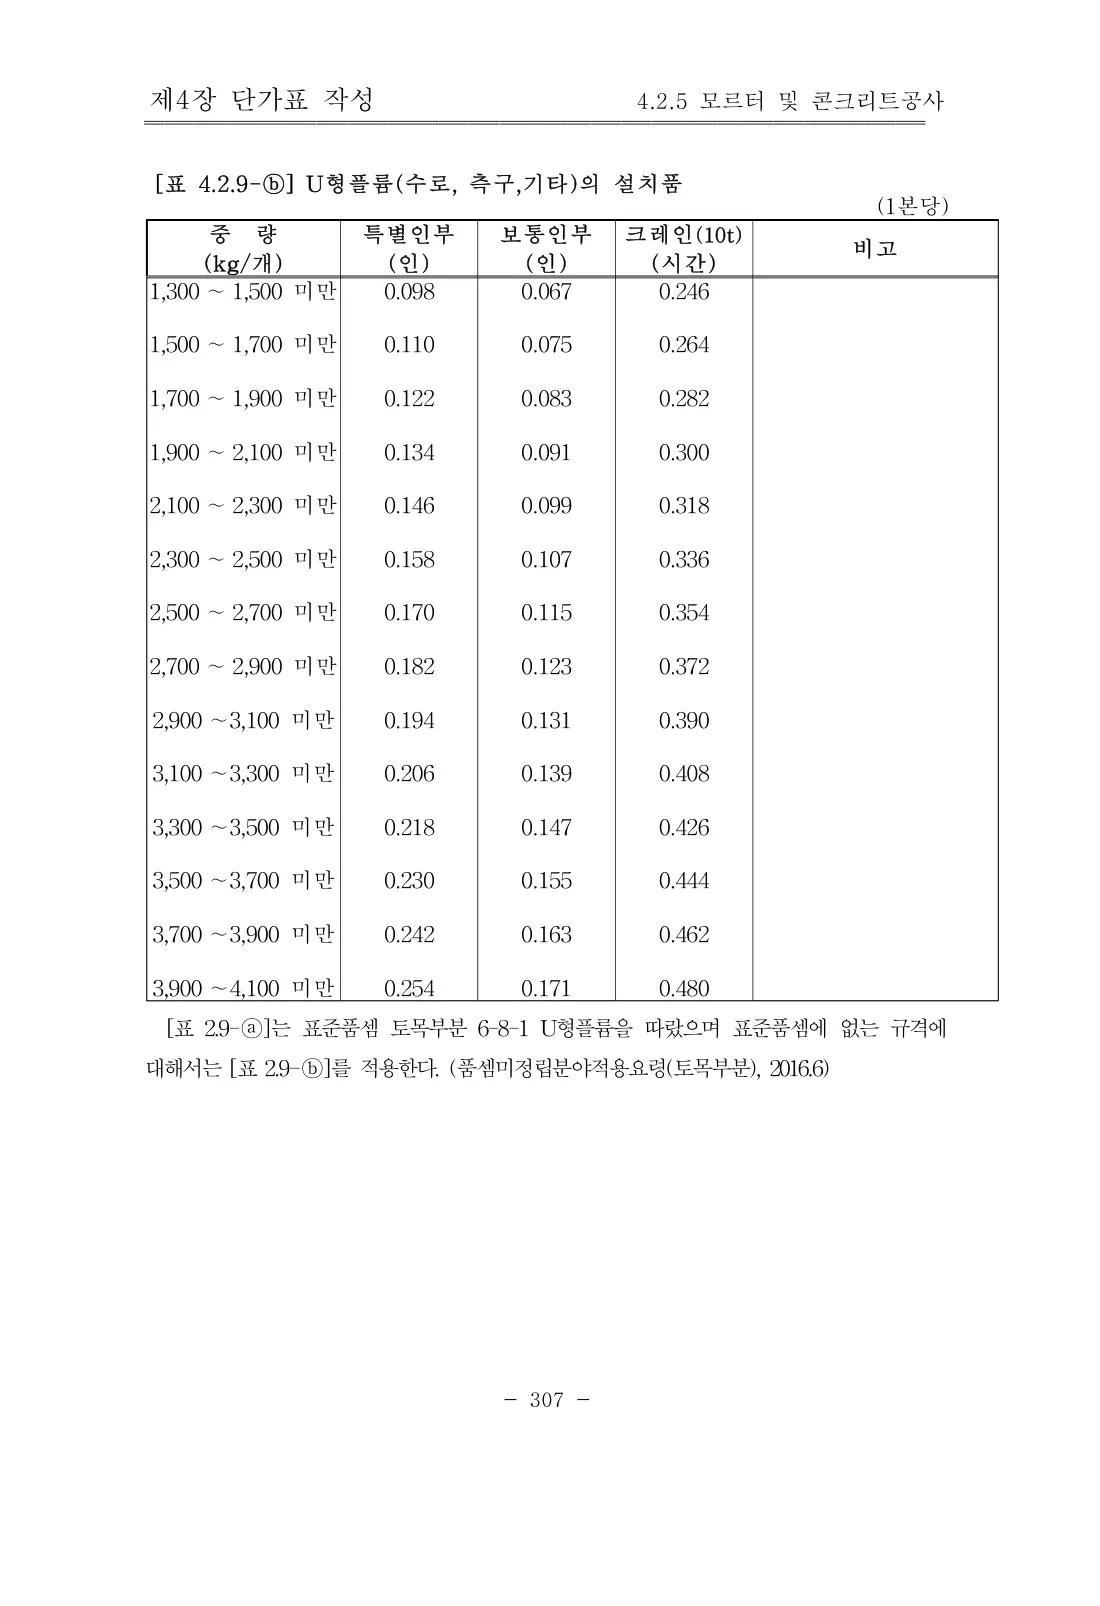 제4장 단가표 작성 4.2.5 모르터 및 콘크리트공사
[표 4.2.9-ⓑ] U형플륨(수로, 측구,기타)의 설치품
(1본당)
중 량 특별인부 보통인부 크레인(10t) 비고
(kg/개) (인) (인) (시간)
1,300 ~ 1,500 미만 0.098 0.067 0.246
1,500 ~ 1,700 미만 0.110 0.075 0.264
1,700 ~ 1,900 미만 0.122 0.083 0.282
1,900 ~ 2,100 미만 0.134 0.091 0.300
2,100 ~ 2,300 미만 0.146 0.099 0.318
2,300 ~ 2,500 미만 0.158 0.107 0.336
2,500 ~ 2,700 미만 0.170 0.115 0.354
2,700 ~ 2,900 미만 0.182 0.123 0.372
2,900 ~3,100 미만 0.194 0.131 0.390
3,100 ~3,300 미만 0.206 0.139 0.408
3,300 ~3,500 미만 0.218 0.147 0.426
3,500 ~3,700 미만 0.230 0.155 0.444
3,700 ~3,900 미만 0.242 0.163 0.462
3,900 ~4,100 미만 0.254 0.171 0.480
[표 2.9-ⓐ]는 표준품셈 토목부분 6-8-1 U형플륨을 따랐으며 표준품셈에 없는 규격에
대해서는 [표 2.9-ⓑ]를 적용한다. (품셈미정립분야적용요령(토목부분), 2016.6)
- 307 -